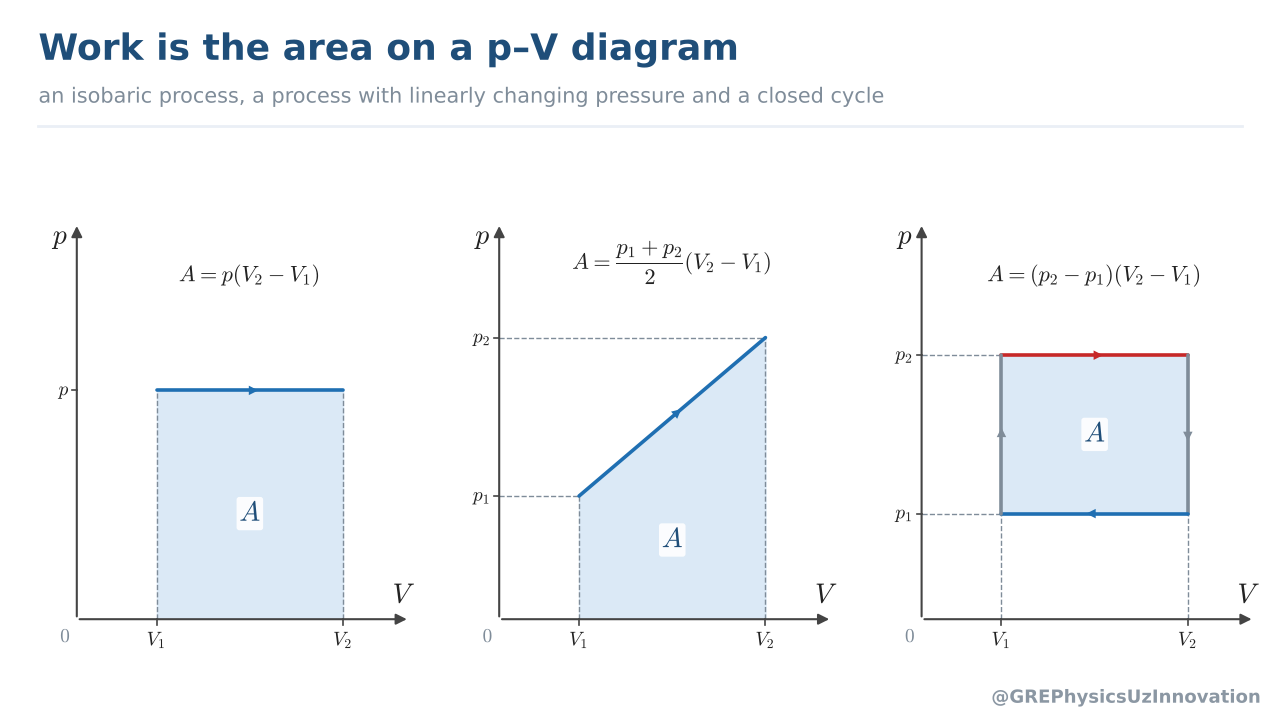 Work is the area on a p–V diagram
an isobaric process, a process with linearly changing pressure and a closed cycle
p
A = p(V₂ − V₁)
p
A
V
0
V₁
V₂
p
A = \frac{p₁ + p₂}{2}(V₂ − V₁)
p₂
p₁
A
V
0
V₁
V₂
p
A = (p₂ − p₁)(V₂ − V₁)
p₂
A
p₁
V
0
V₁
V₂
@GREPhysicsUzInnovation